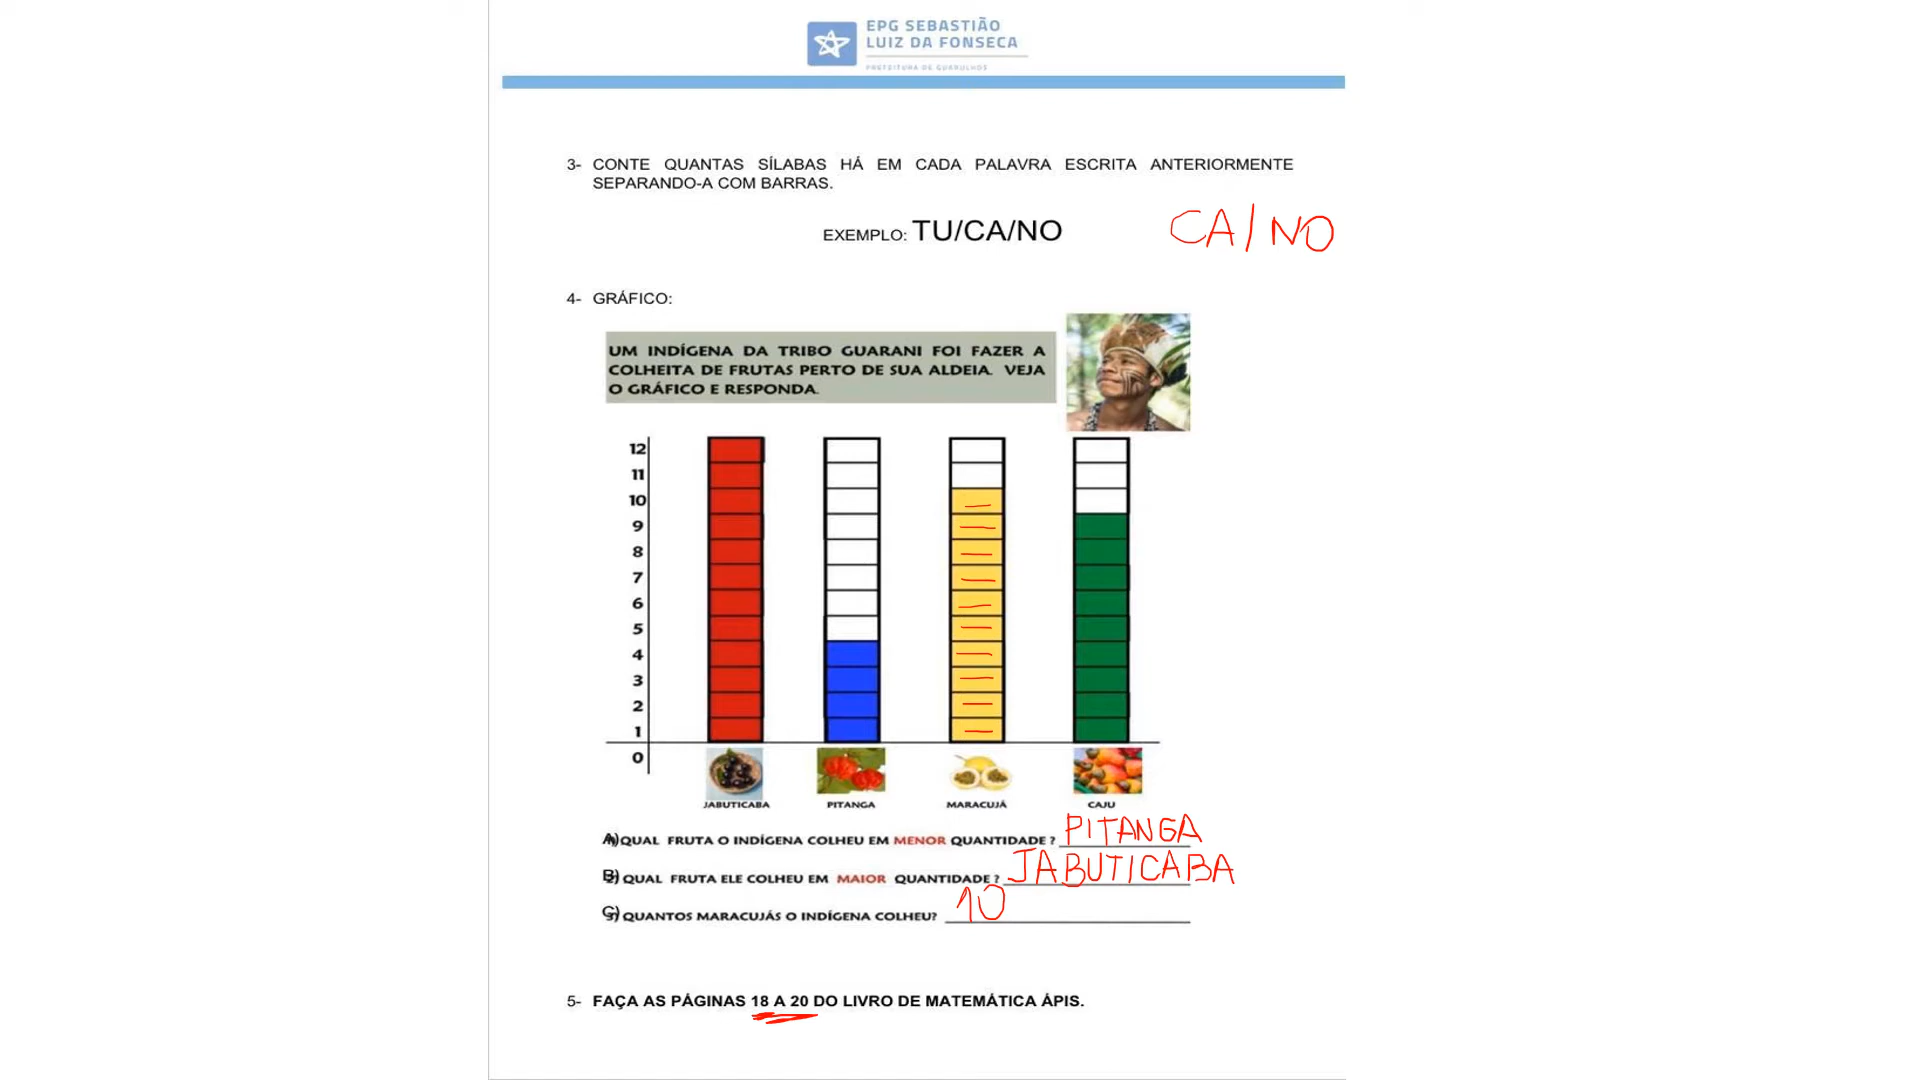 EPG SEBASTIÃO
LUIZ DA FONSECA
PREFEITURA DE GUARULHOS
3- CONTE QUANTAS SÍLABAS HÁ EM CADA PALAVRA ESCRITA ANTERIORMENTE
SEPARANDO-A COM BARRAS.
EXEMPLO: TU/CA/NO
CA/NO
4- GRÁFICO:
UM INDÍGENA DA TRIBO GUARANI FOI FAZER A
COLHEITA DE FRUTAS PERTO DE SUA ALDEIA. VEJA
O GRÁFICO E RESPONDA.
12
11
10
9
8
7
6
5
4
3
2
1
0
JABUTICABA PITANGA MARACUJÁ CAJU
A) QUAL FRUTA O INDÍGENA COLHEU EM MENOR QUANTIDADE ? PITANGA
B) QUAL FRUTA ELE COLHEU EM MAIOR QUANTIDADE ? JABUTICABA
C) QUANTOS MARACUJÁS O INDÍGENA COLHEU? 10
5- FAÇA AS PÁGINAS 18 A 20 DO LIVRO DE MATEMÁTICA ÁPIS.